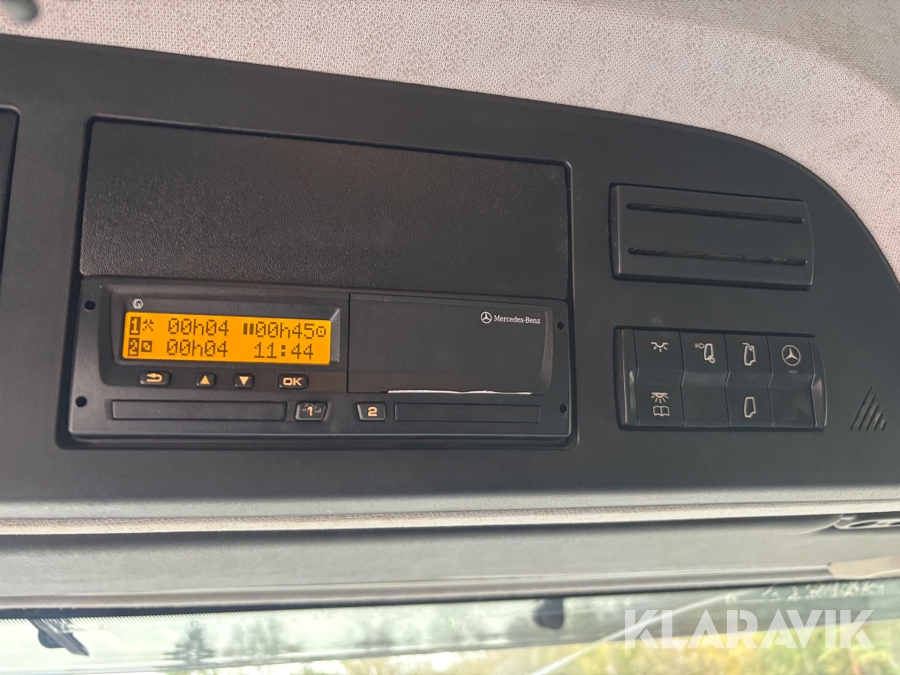 Mercedes-Benz
1 00h04 00h45
2 00h04 11:44
OK
1 2
KLARAVIK